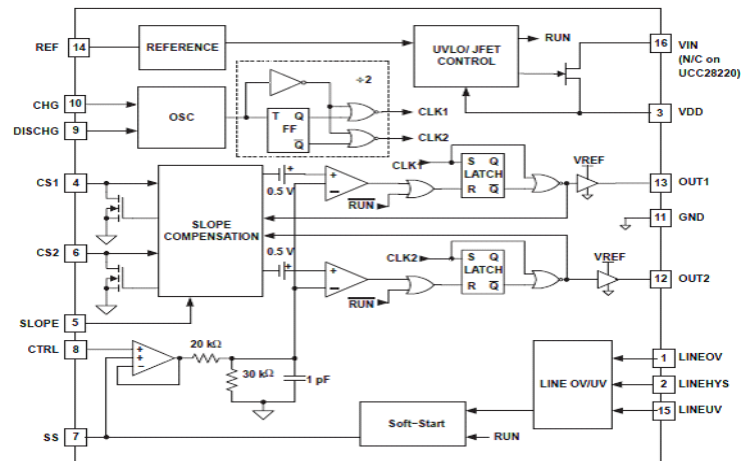 REF 14 REFERENCE UVLO/ JFET CONTROL RUN 16 VIN
(N/C on UCC28220)
CHG 10 OSC ÷2
T Q FF Q̅ CLK1 CLK2
DISCHG 9
3 VDD
CS1 4 SLOPE COMPENSATION 0.5 V CLK1 R̅U̅N̅ S Q LATCH R Q̅ VREF 13 OUT1
11 GND
CS2 6 0.5 V CLK2 R̅U̅N̅ S Q LATCH R Q̅ VREF 12 OUT2
SLOPE 5
CTRL 8 + + − 20 kΩ 30 kΩ 1 pF
LINE OV/UV 1 LINEOV
2 LINEHYS
15 LINEUV
SS 7 Soft−Start RUN